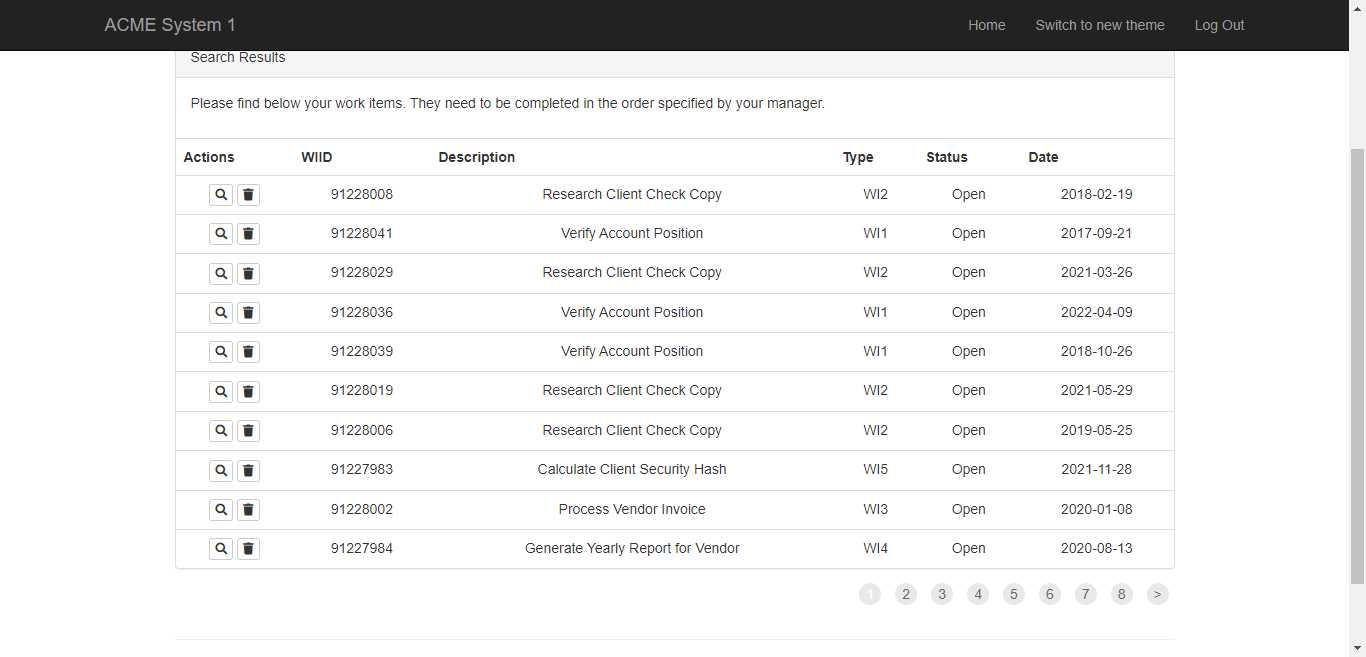 ACME System 1 Home Switch to new theme Log Out
Search Results
Please find below your work items. They need to be completed in the order specified by your manager.
Actions WIID Description Type Status Date
91228008 Research Client Check Copy WI2 Open 2018-02-19
91228041 Verify Account Position WI1 Open 2017-09-21
91228029 Research Client Check Copy WI2 Open 2021-03-26
91228036 Verify Account Position WI1 Open 2022-04-09
91228039 Verify Account Position WI1 Open 2018-10-26
91228019 Research Client Check Copy WI2 Open 2021-05-29
91228006 Research Client Check Copy WI2 Open 2019-05-25
91227983 Calculate Client Security Hash WI5 Open 2021-11-28
91228002 Process Vendor Invoice WI3 Open 2020-01-08
91227984 Generate Yearly Report for Vendor WI4 Open 2020-08-13
1 2 3 4 5 6 7 8 >